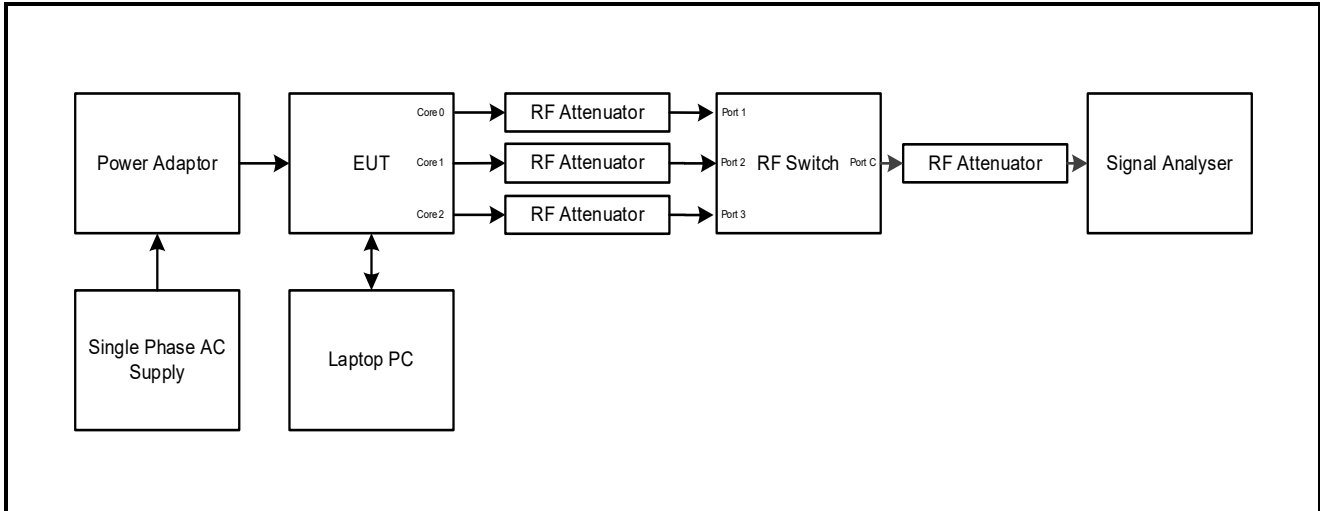 Core 0
RF Attenuator
Port 1
Power Adaptor
EUT
Core 1
RF Attenuator
Port 2
RF Switch
Port C
RF Attenuator
Signal Analyser
Core 2
RF Attenuator
Port 3
Single Phase AC
Supply
Laptop PC